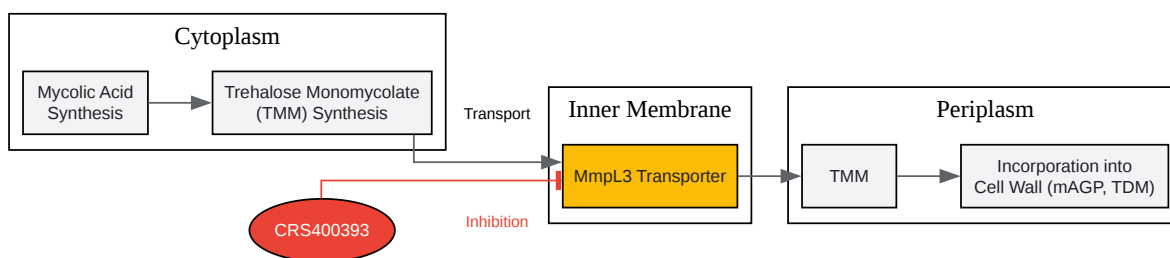 Cytoplasm
Mycolic Acid
Synthesis
Trehalose Monomycolate
(TMM) Synthesis
Transport
Inner Membrane
MmpL3 Transporter
Periplasm
TMM
Incorporation into
Cell Wall (mAGP, TDM)
Inhibition
CRS400393